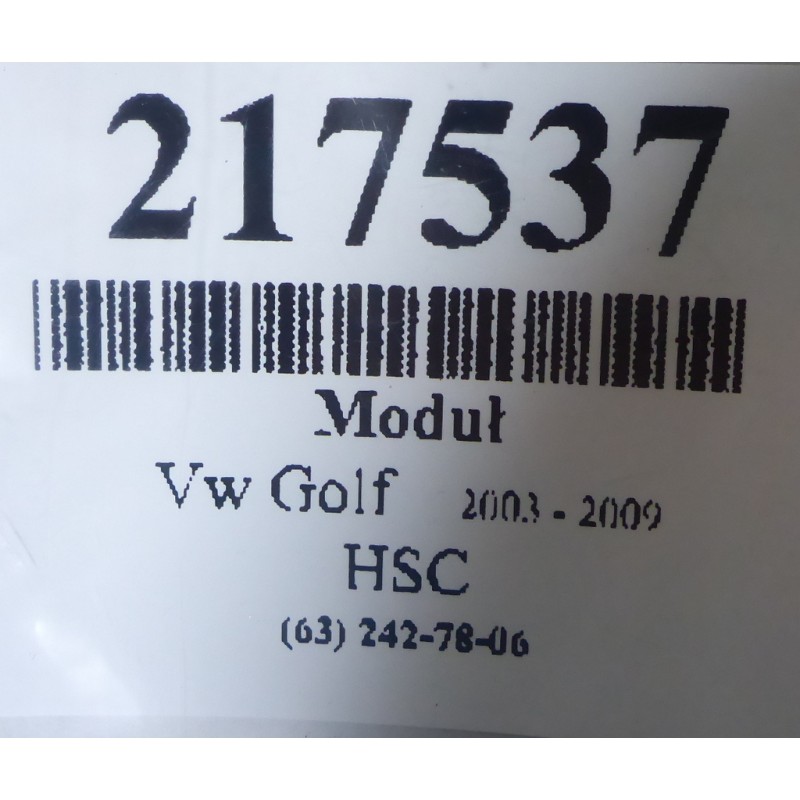 217537
Moduł
Vw Golf 2003 - 2009
HSC
(63) 242-78-06